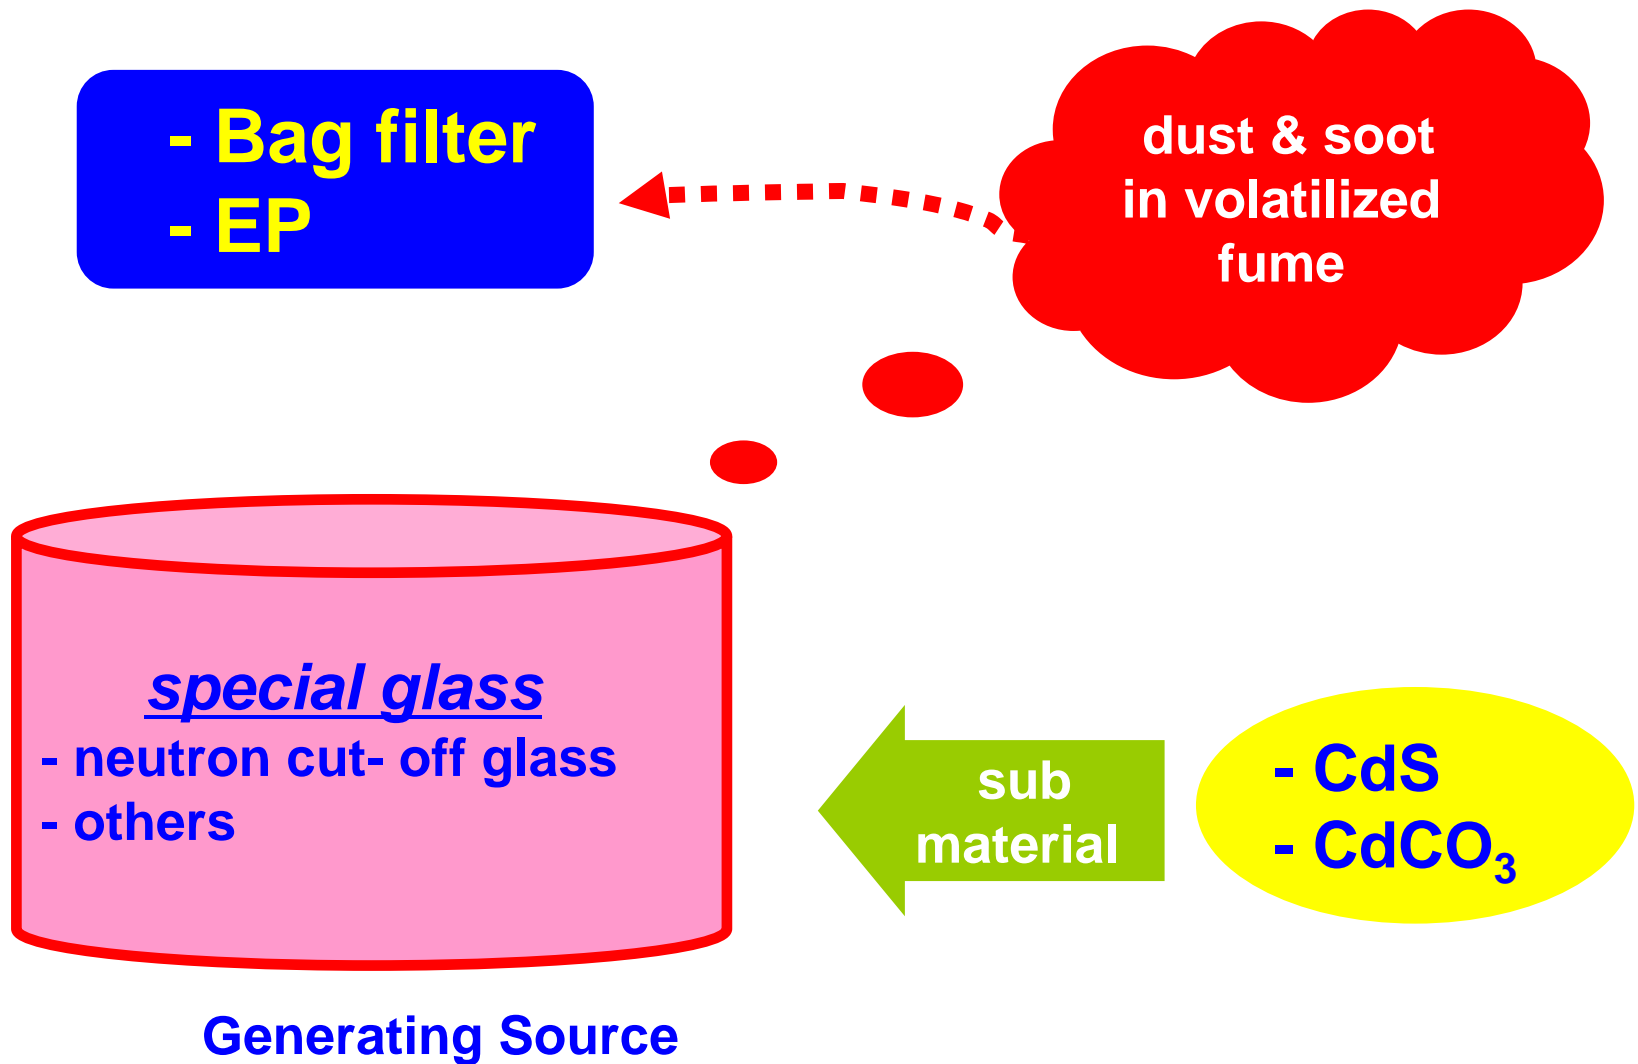 - Bag filter
- EP
dust & soot
in volatilized
fume
special glass
- neutron cut- off glass
- others
sub
material
- CdS
- CdCO₃
Generating Source